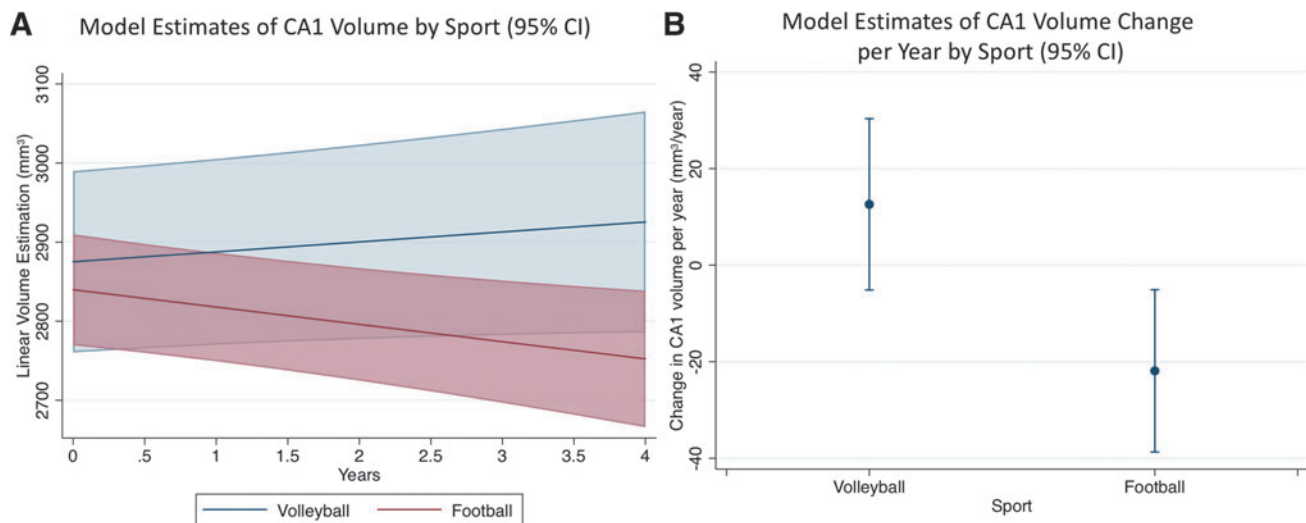 A
Model Estimates of CA1 Volume by Sport (95% CI)
Linear Volume Estimation (mm³)
3100
3000
2900
2800
2700
0 .5 1 1.5 2 2.5 3 3.5 4
Years
Volleyball Football
B
Model Estimates of CA1 Volume Change
per Year by Sport (95% CI)
Change in CA1 volume per year (mm³/year)
40
20
0
-20
-40
Volleyball Football
Sport